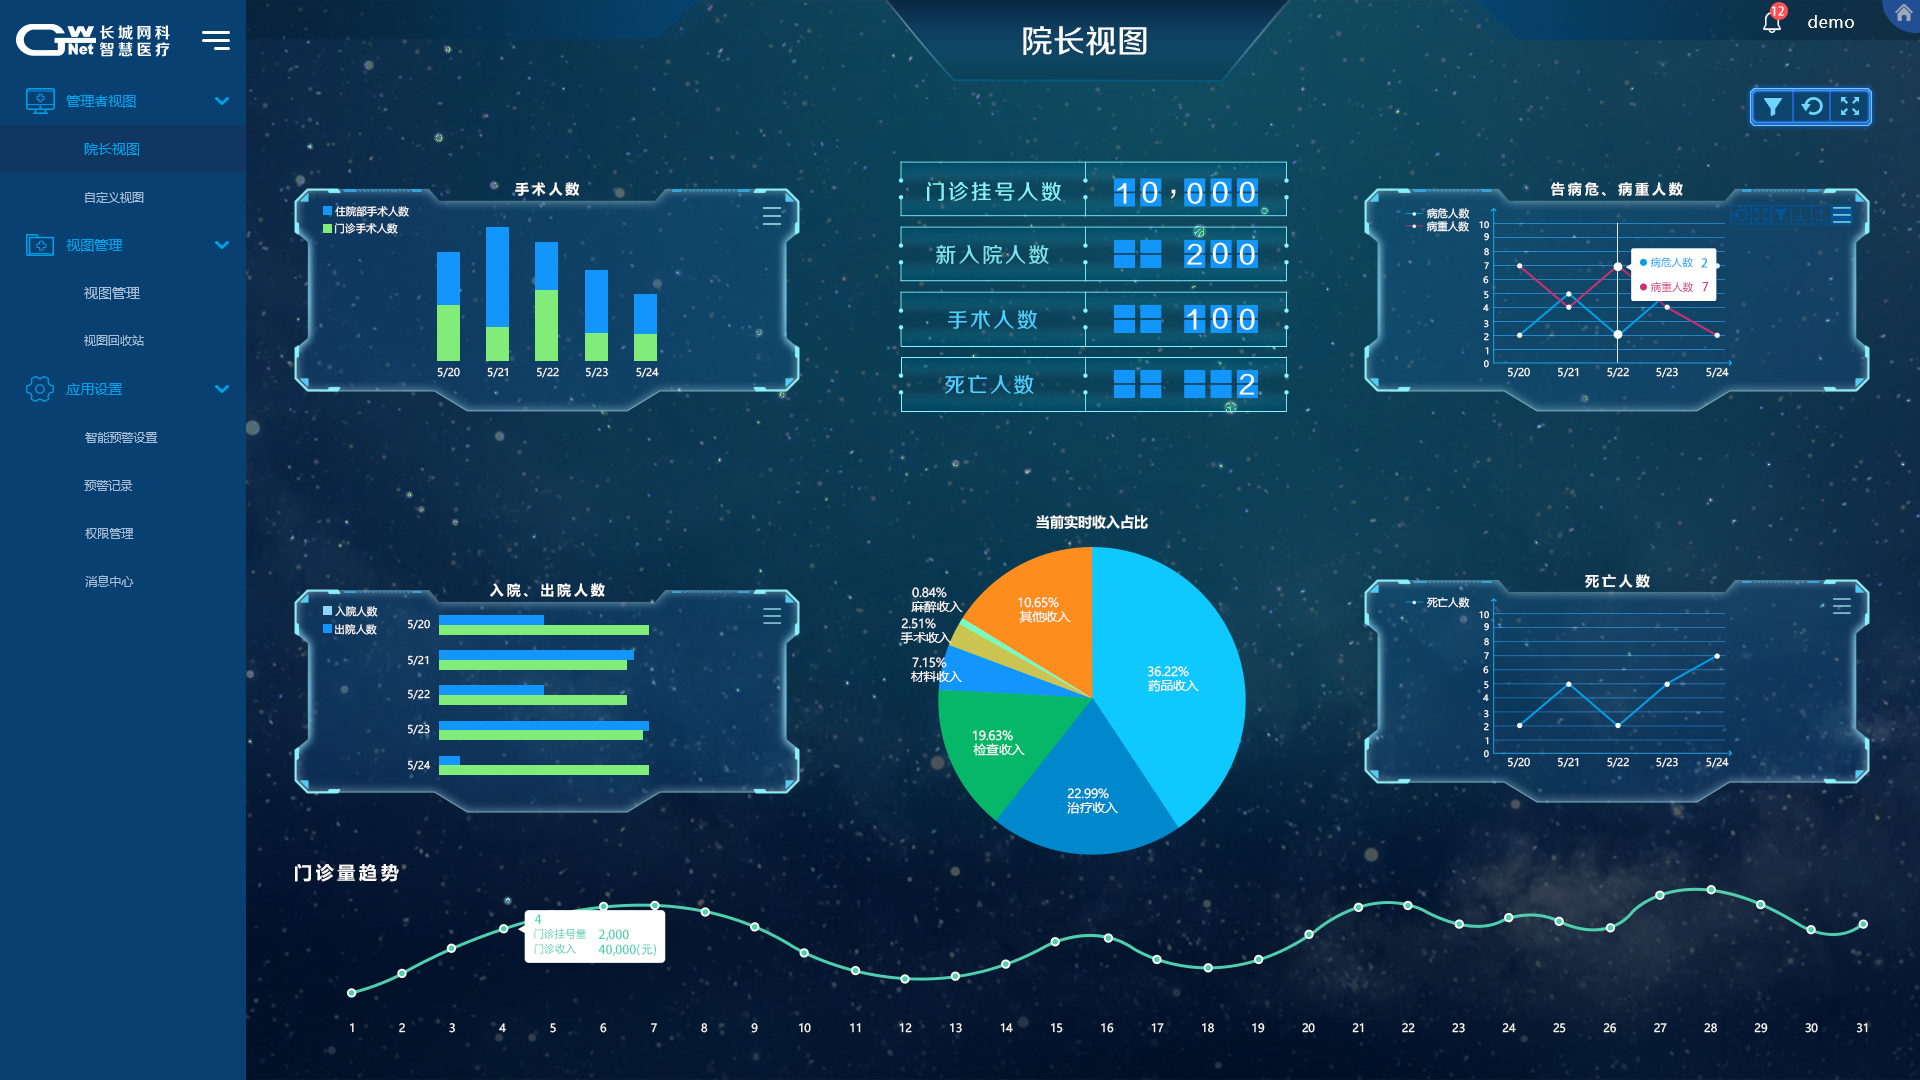 GwNet
长城网科
智慧医疗
院长视图
12
demo
管理者视图
院长视图
自定义视图
视图管理
视图管理
视图回收站
应用设置
智能预警设置
预警记录
权限管理
消息中心
手术人数
住院部手术人数
门诊手术人数
5/20 5/21 5/22 5/23 5/24
门诊挂号人数 10,000
新入院人数 200
手术人数 100
死亡人数 2
告病危、病重人数
病危人数
病重人数
10
9
8
7
6
5
4
3
2
1
0
病危人数 2
病重人数 7
5/20 5/21 5/22 5/23 5/24
入院、出院人数
入院人数
出院人数
5/20
5/21
5/22
5/23
5/24
当前实时收入占比
0.84%
麻醉收入
2.51%
手术收入
7.15%
材料收入
10.65%
其他收入
36.22%
药品收入
19.63%
检查收入
22.99%
治疗收入
死亡人数
死亡人数
10
9
8
7
6
5
4
3
2
1
0
5/20 5/21 5/22 5/23 5/24
门诊量趋势
4
门诊挂号量 2,000
门诊收入 40,000(元)
1 2 3 4 5 6 7 8 9 10 11 12 13 14 15 16 17 18 19 20 21 22 23 24 25 26 27 28 29 30 31